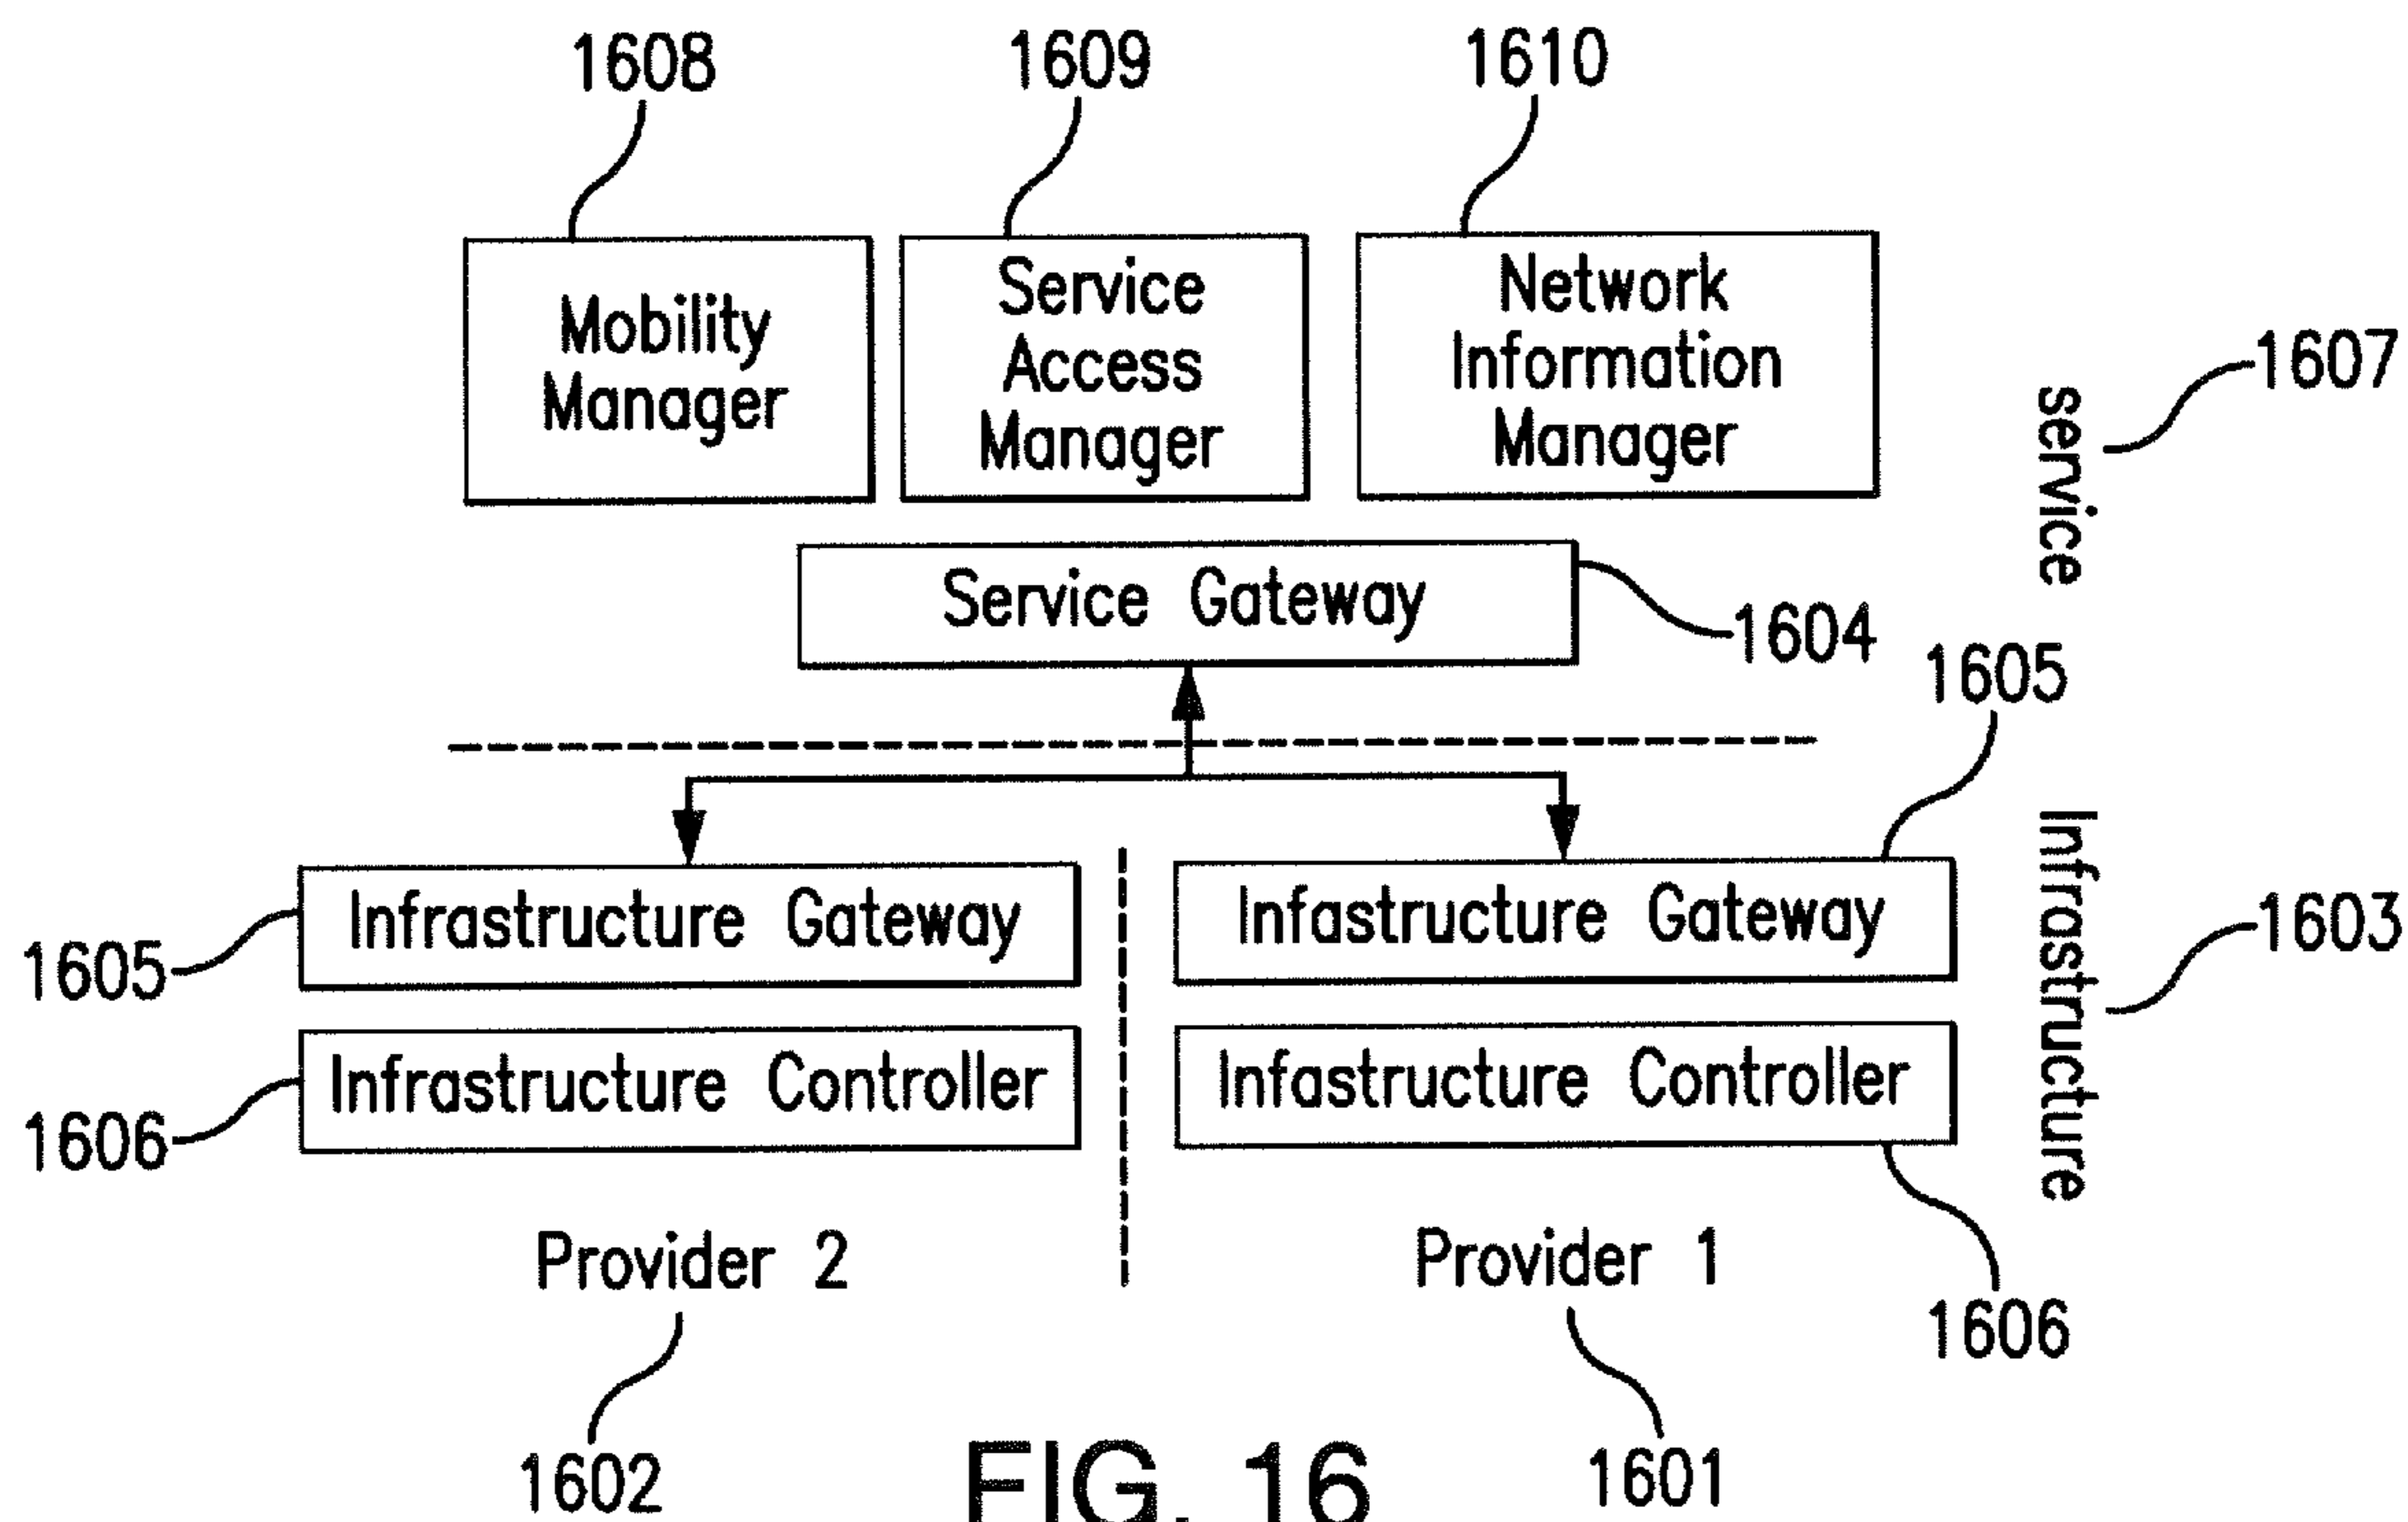 1608
1609
1610
Mobility
Manager
Service
Access
Manager
Network
Information
Manager
service
1607
Service Gateway
1604
1605
Infrastructure Gateway
Infastructure Gateway
1605
Infrastructure
1603
Infrastructure Controller
Infastructure Controller
1606
Provider 2
Provider 1
1606
1602
1601
FIG. 16